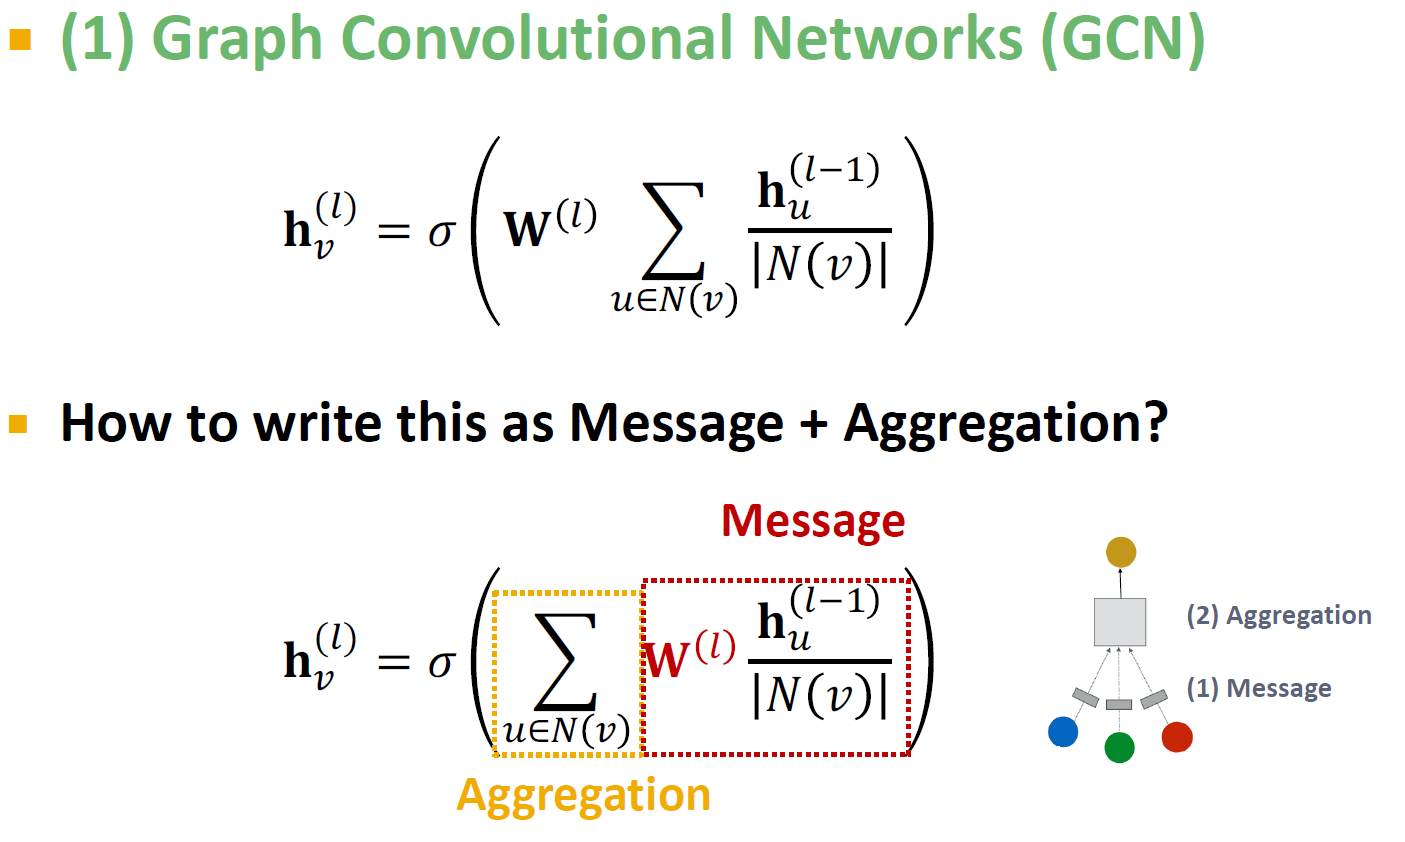 (1) Graph Convolutional Networks (GCN)
𝐡_v^(l) = σ ( 𝐖^(l) ∑_{u∈N(v)} 𝐡_u^(l−1) / |N(v)| )
How to write this as Message + Aggregation?
Message
𝐡_v^(l) = σ ( ∑_{u∈N(v)} 𝐖^(l) 𝐡_u^(l−1) / |N(v)| )
Aggregation
(2) Aggregation
(1) Message